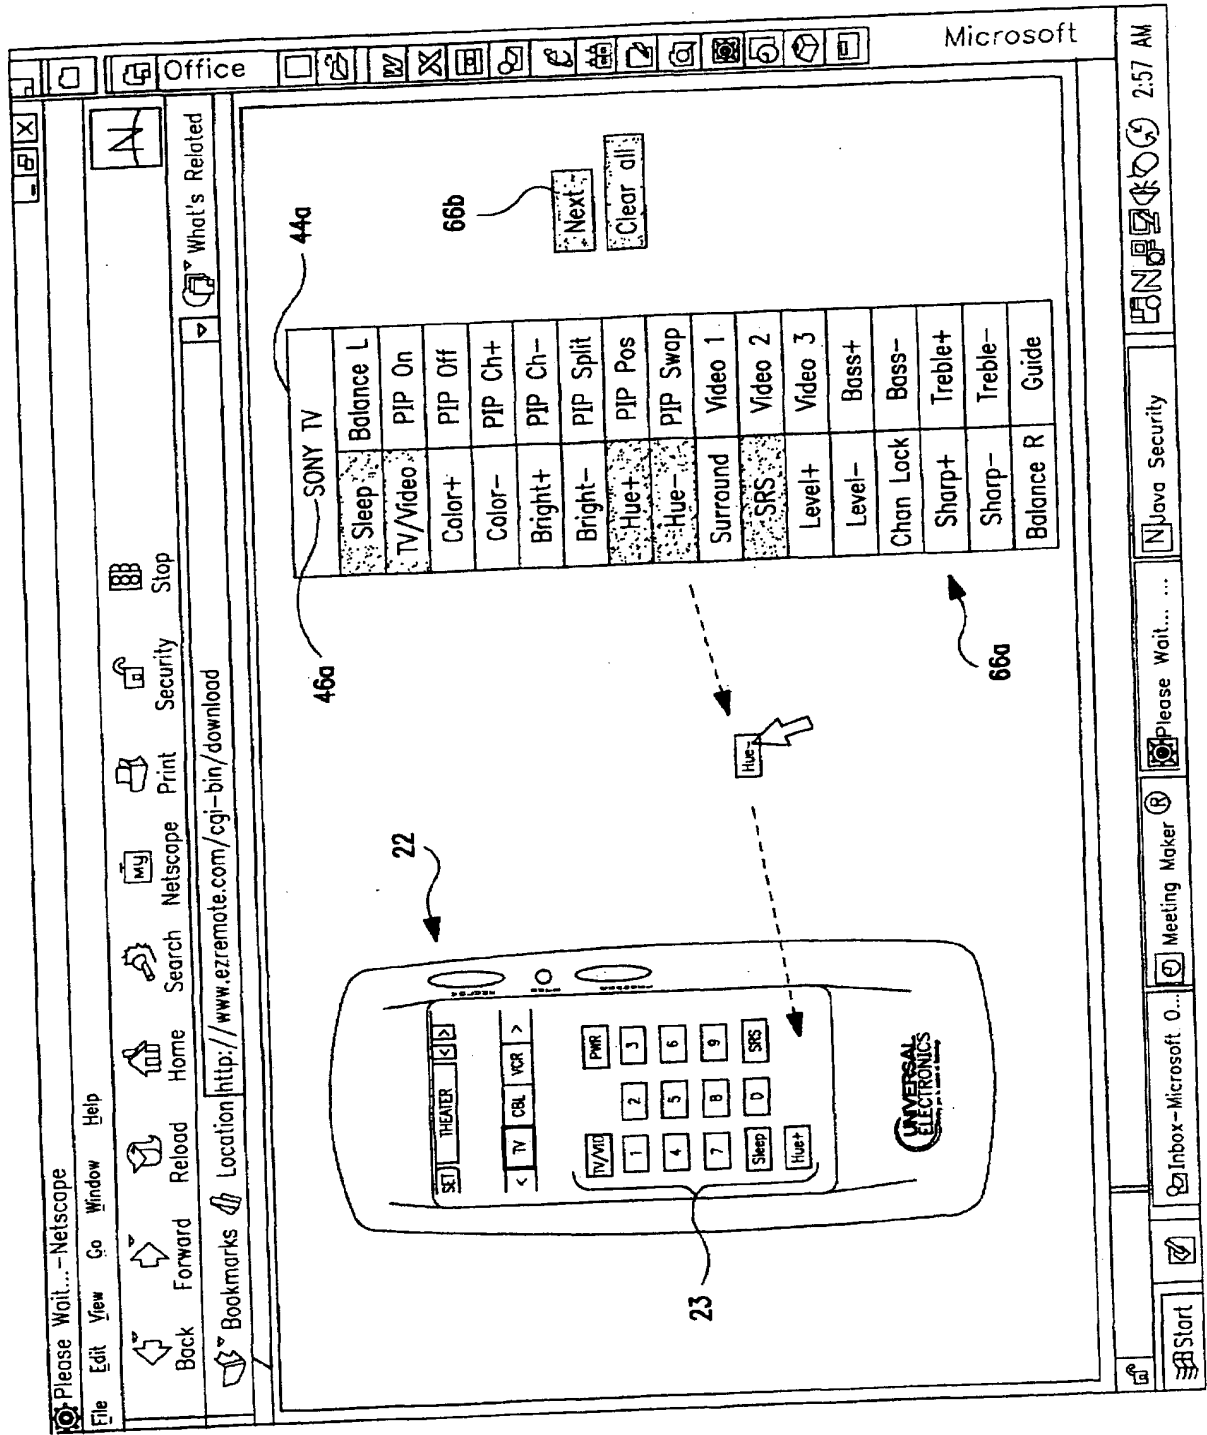 Please Wait...-Netscape
File Edit View Go Window Help
Back Forward Reload Home Search Netscape Print Security Stop
My
N
Bookmarks Location http://www.ezremote.com/cgi-bin/download What's Related
Office
W
X
Microsoft
22
SET THEATER < >
< TV CBL VCR >
TV/VID PWR
1 2 3
4 5 6
7 8 9
Sleep 0 SRS
Hue+
23
UNIVERSAL
ELECTRONICS
Hue-
46a
44a
SONY TV
Sleep Balance L
TV/Video PIP On
Color+ PIP Off
Color- PIP Ch+
Bright+ PIP Ch-
Bright- PIP Split
Hue+ PIP Pos
Hue- PIP Swap
Surround Video 1
SRS Video 2
Level+ Video 3
Level- Bass+
Chan Lock Bass-
Sharp+ Treble+
Sharp- Treble-
Balance R Guide
66a
66b
Next
Clear all
Start Inbox-Microsoft O... Meeting Maker ® Please Wait... ... N Java Security N 2:57 AM